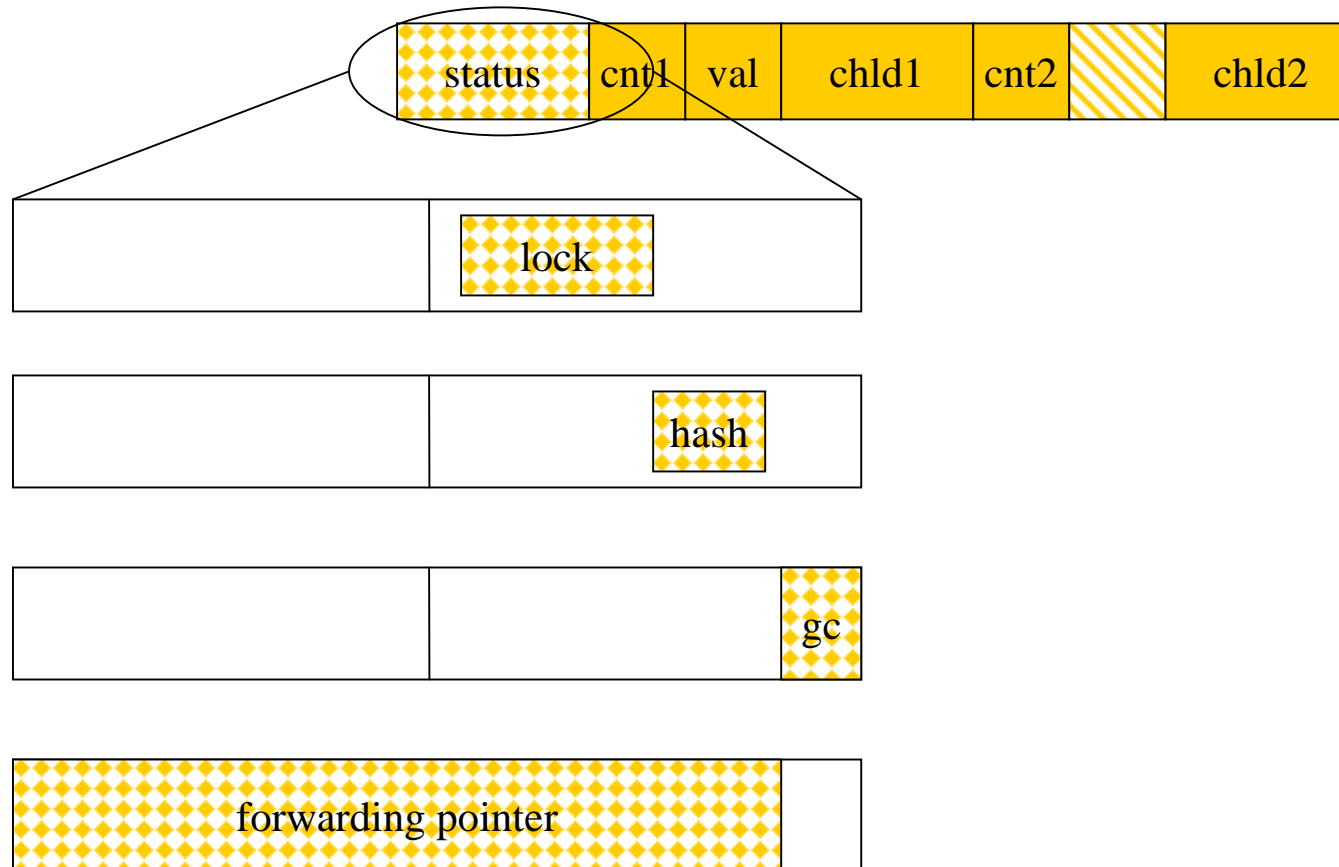 status cnt1 val chld1 cnt2 chld2
lock
hash
gc
forwarding pointer